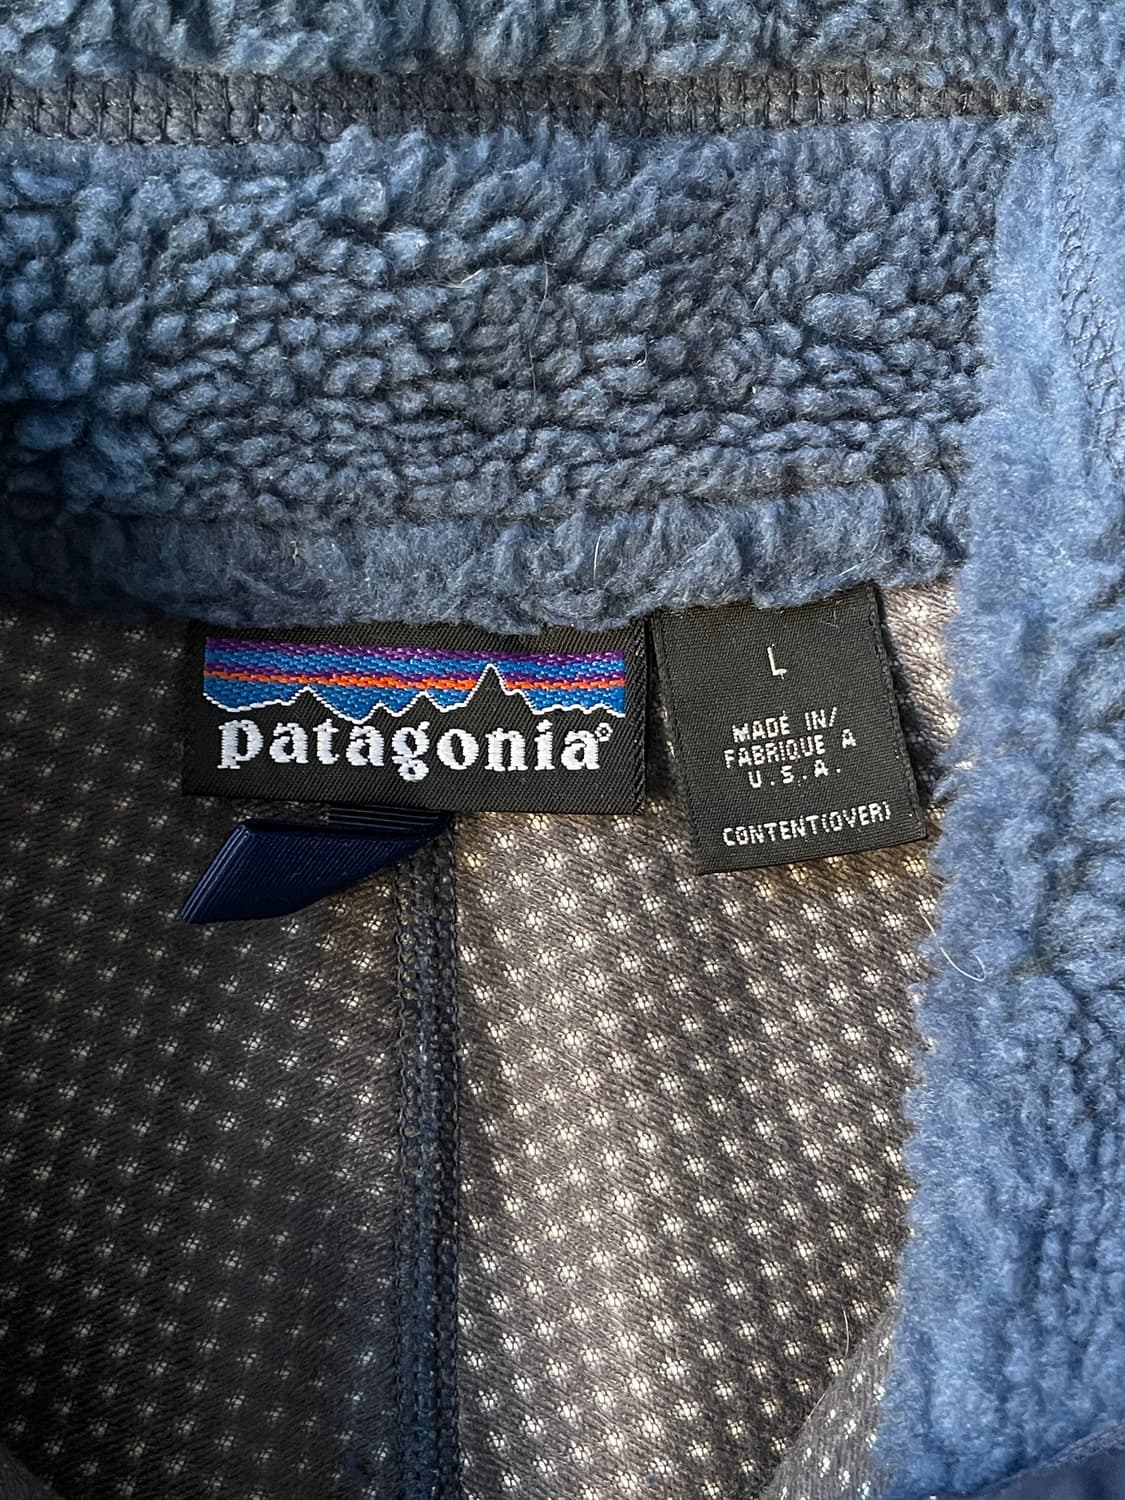 patagonia®
L
MADE IN/
FABRIQUE A
U.S.A.
CONTENT(OVER)